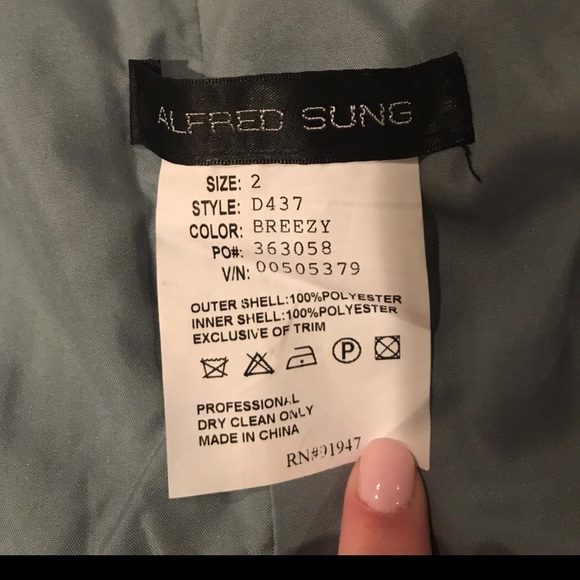 ALFRED SUNG
SIZE: 2
STYLE: D437
COLOR: BREEZY
PO#: 363058
V/N: 00505379
OUTER SHELL:100%POLYESTER
INNER SHELL:100%POLYESTER
EXCLUSIVE OF TRIM
P
PROFESSIONAL
DRY CLEAN ONLY
MADE IN CHINA
RN#91947